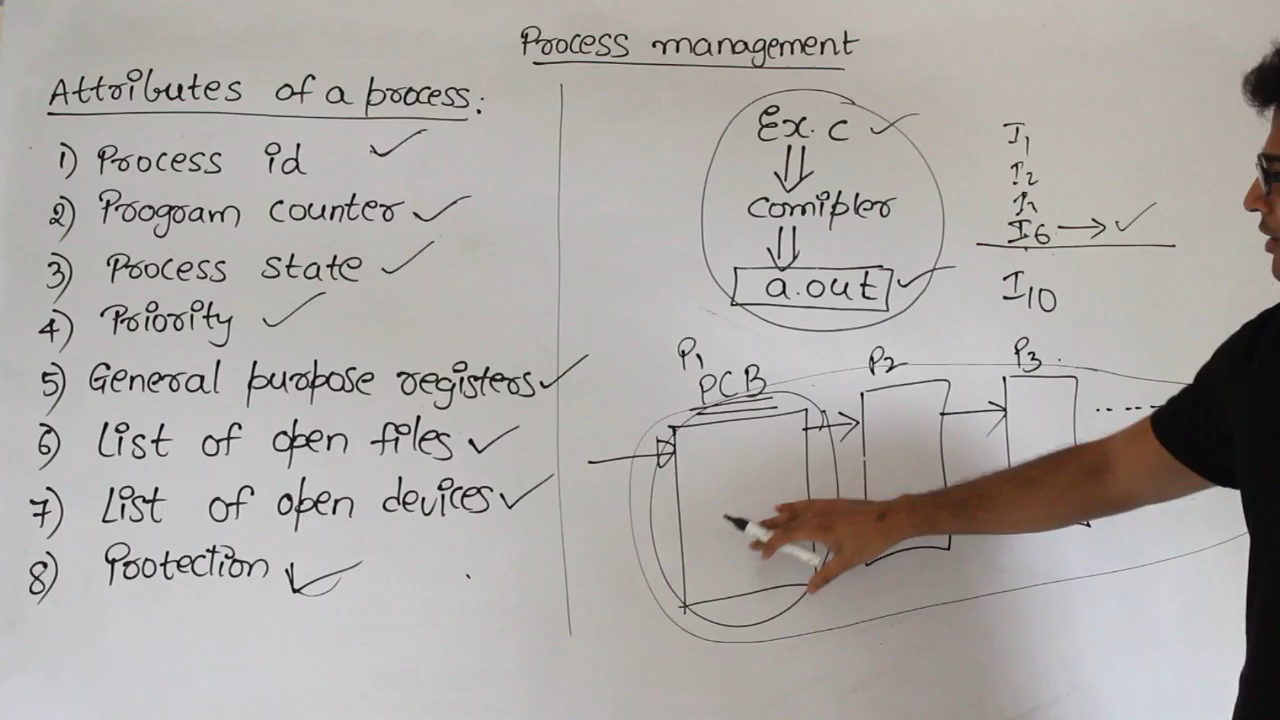 Process management
Attributes of a process:
1) Process id
2) Program counter
3) Process state
4) Priority
5) General purpose registers
6) List of open files
7) List of open devices
8) Protection
Ex. c
comipler
a.out
I1
I2
I6
I10
P1
PCB
P2
P3